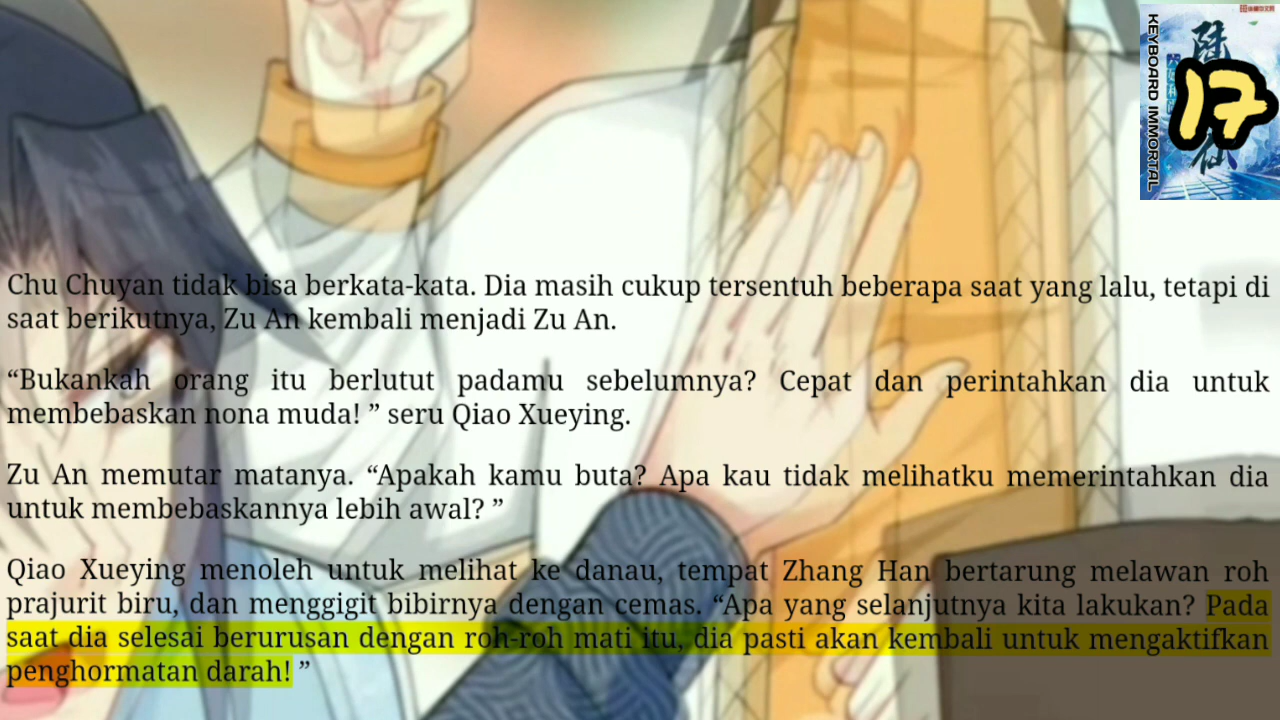 KEYBOARD IMMORTAL
17
Chu Chuyan tidak bisa berkata-kata. Dia masih cukup tersentuh beberapa saat yang lalu, tetapi di
saat berikutnya, Zu An kembali menjadi Zu An.
“Bukankah orang itu berlutut padamu sebelumnya? Cepat dan perintahkan dia untuk
membebaskan nona muda! ” seru Qiao Xueying.
Zu An memutar matanya. “Apakah kamu buta? Apa kau tidak melihatku memerintahkan dia
untuk membebaskannya lebih awal? ”
Qiao Xueying menoleh untuk melihat ke danau, tempat Zhang Han bertarung melawan roh
prajurit biru, dan menggigit bibirnya dengan cemas. “Apa yang selanjutnya kita lakukan? Pada
saat dia selesai berurusan dengan roh-roh mati itu, dia pasti akan kembali untuk mengaktifkan
penghormatan darah! ”